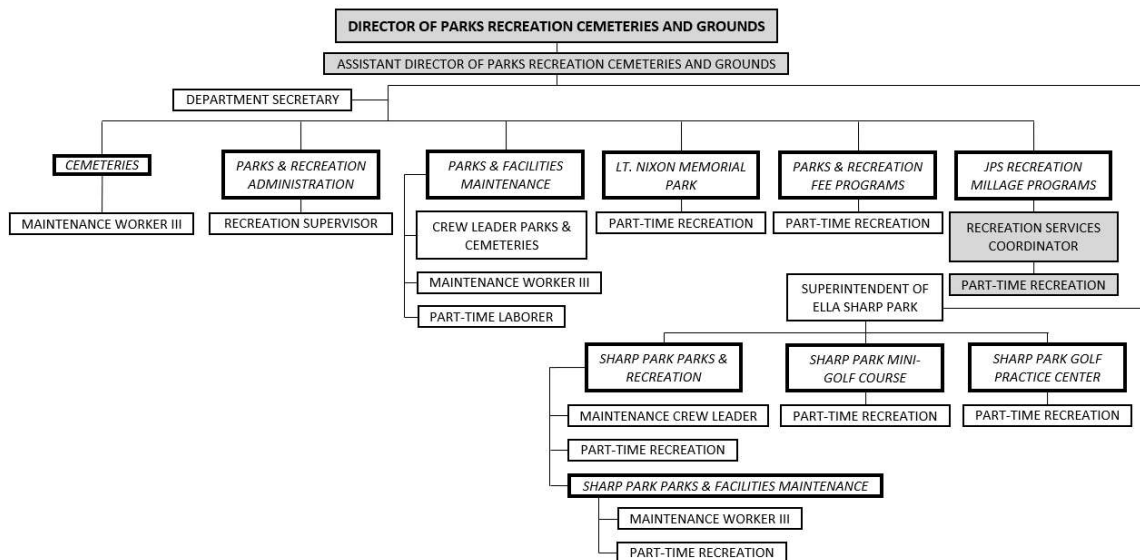 DIRECTOR OF PARKS RECREATION CEMETERIES AND GROUNDS
ASSISTANT DIRECTOR OF PARKS RECREATION CEMETERIES AND GROUNDS
DEPARTMENT SECRETARY
CEMETERIES
MAINTENANCE WORKER III
PARKS & RECREATION
ADMINISTRATION
RECREATION SUPERVISOR
PARKS & FACILITIES
MAINTENANCE
CREW LEADER PARKS &
CEMETERIES
MAINTENANCE WORKER III
PART-TIME LABORER
LT. NIXON MEMORIAL
PARK
PART-TIME RECREATION
PARKS & RECREATION
FEE PROGRAMS
PART-TIME RECREATION
JPS RECREATION
MILLAGE PROGRAMS
RECREATION SERVICES
COORDINATOR
PART-TIME RECREATION
SUPERINTENDENT OF
ELLA SHARP PARK
SHARP PARK PARKS &
RECREATION
MAINTENANCE CREW LEADER
PART-TIME RECREATION
SHARP PARK PARKS & FACILITIES MAINTENANCE
MAINTENANCE WORKER III
PART-TIME RECREATION
SHARP PARK MINI-
GOLF COURSE
PART-TIME RECREATION
SHARP PARK GOLF
PRACTICE CENTER
PART-TIME RECREATION